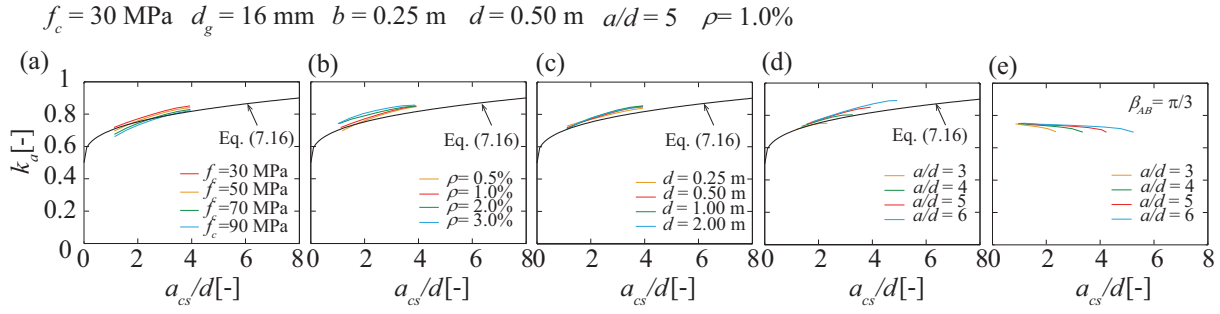 f_c = 30 MPa d_g = 16 mm b = 0.25 m d = 0.50 m a/d = 5 ρ= 1.0%
(a) (b) (c) (d) (e)
1
0.8
0.6
0.4
0.2
0
k_a[-]
Eq. (7.16)
f_c=30 MPa
f_c=50 MPa
f_c=70 MPa
f_c=90 MPa
0 2 4 6 8
a_cs/d[-]
Eq. (7.16)
ρ= 0.5%
ρ= 1.0%
ρ= 2.0%
ρ= 3.0%
0 2 4 6 8
a_cs/d[-]
Eq. (7.16)
d = 0.25 m
d = 0.50 m
d = 1.00 m
d = 2.00 m
0 2 4 6 8
a_cs/d[-]
Eq. (7.16)
a/d = 3
a/d = 4
a/d = 5
a/d = 6
0 2 4 6 8
a_cs/d[-]
β_AB= π/3
a/d = 3
a/d = 4
a/d = 5
a/d = 6
0 2 4 6 8
a_cs/d[-]